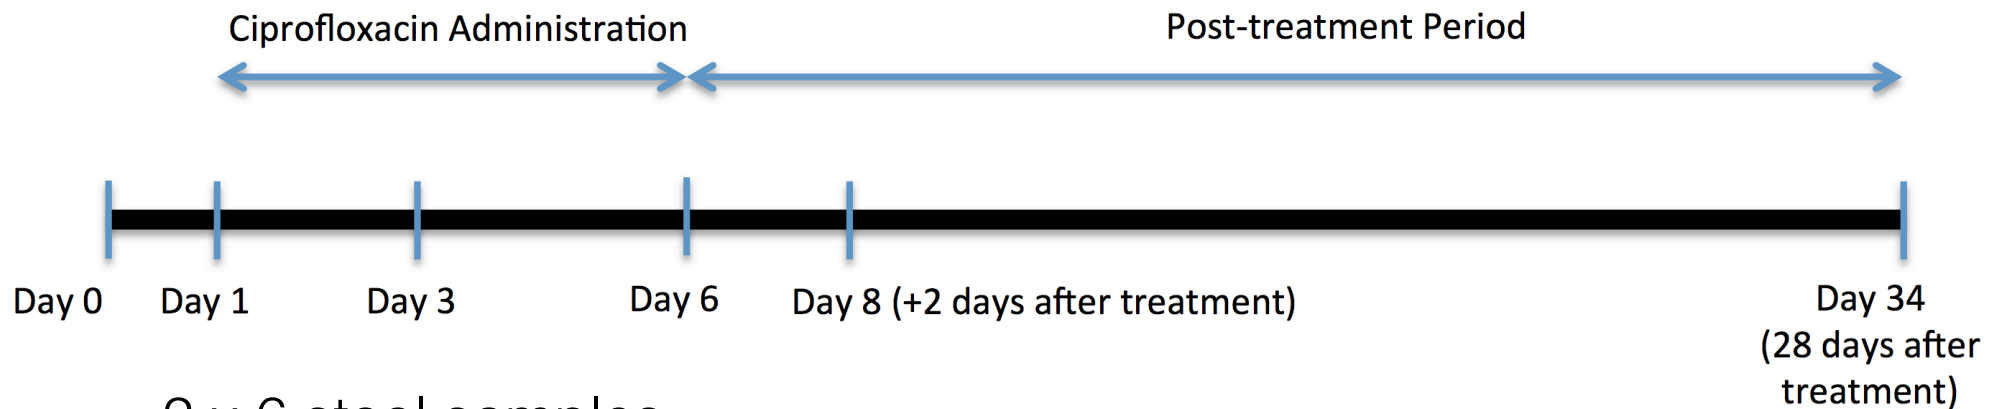 Ciprofloxacin Administration
Post-treatment Period
Day 0
Day 1
Day 3
Day 6
Day 8 (+2 days after treatment)
Day 34
(28 days after
treatment)